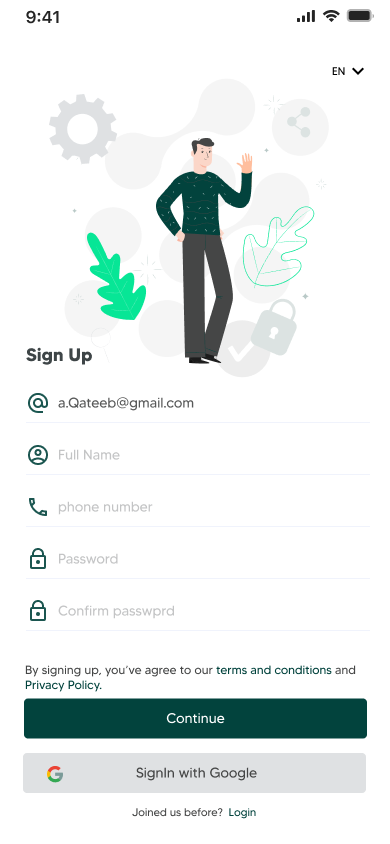 9:41
EN
Sign Up
a.Qateeb@gmail.com
Full Name
phone number
Password
Confirm passwprd
By signing up, you've agree to our terms and conditions and
Privacy Policy.
Continue
SignIn with Google
Joined us before? Login